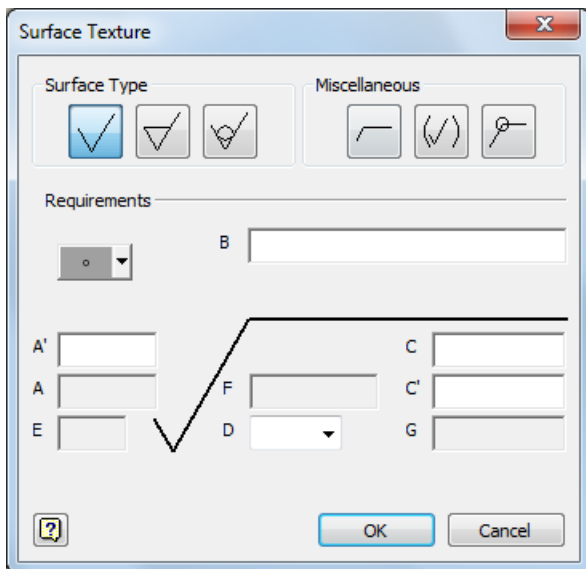 Surface Texture
Surface Type
Miscellaneous
Requirements
B
A'
C
A
F
C'
E
D
G
OK
Cancel